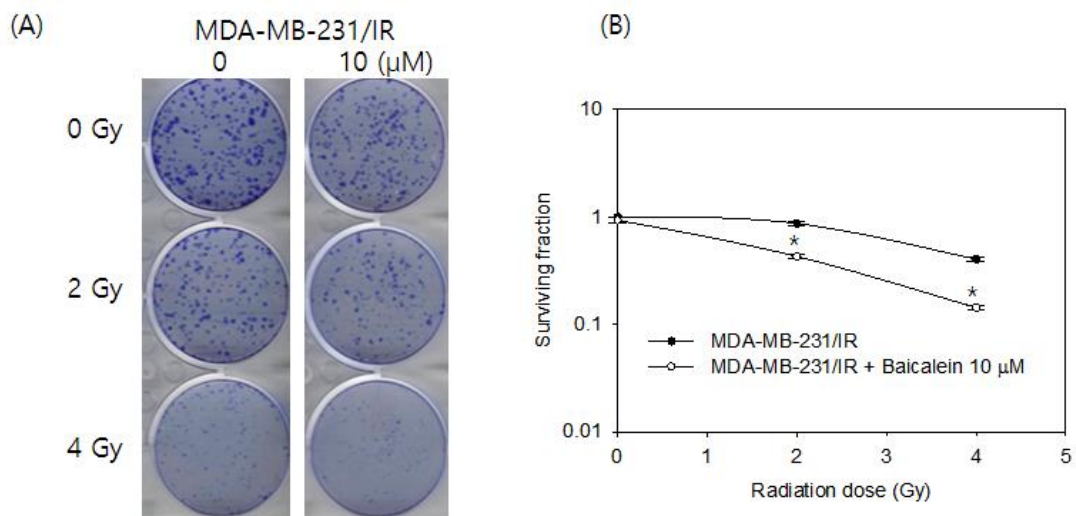 (A)
MDA-MB-231/IR
0 10 (µM)
0 Gy
2 Gy
4 Gy
(B)
Surviving fraction
10
1
0.1
0.01
*
*
MDA-MB-231/IR
MDA-MB-231/IR + Baicalein 10 µM
0 1 2 3 4 5
Radiation dose (Gy)